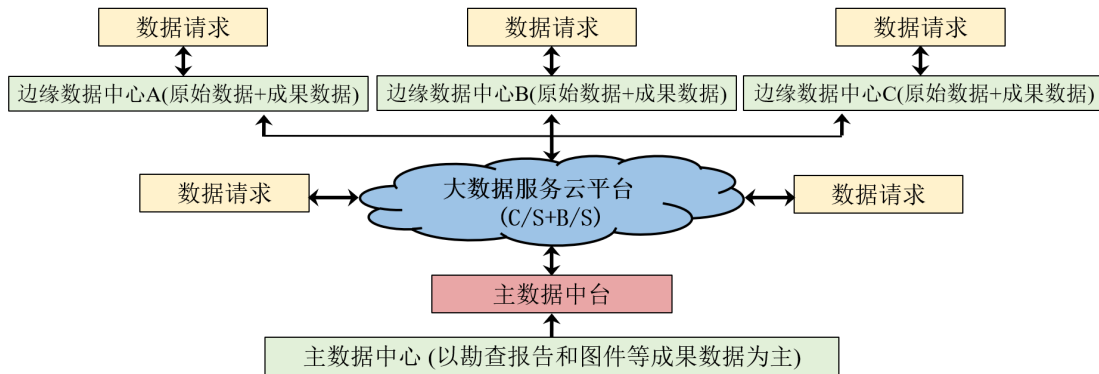 数据请求
数据请求
数据请求
边缘数据中心A(原始数据+成果数据)
边缘数据中心B(原始数据+成果数据)
边缘数据中心C(原始数据+成果数据)
数据请求
大数据服务云平台
(C/S+B/S)
数据请求
主数据中台
主数据中心 (以勘查报告和图件等成果数据为主)